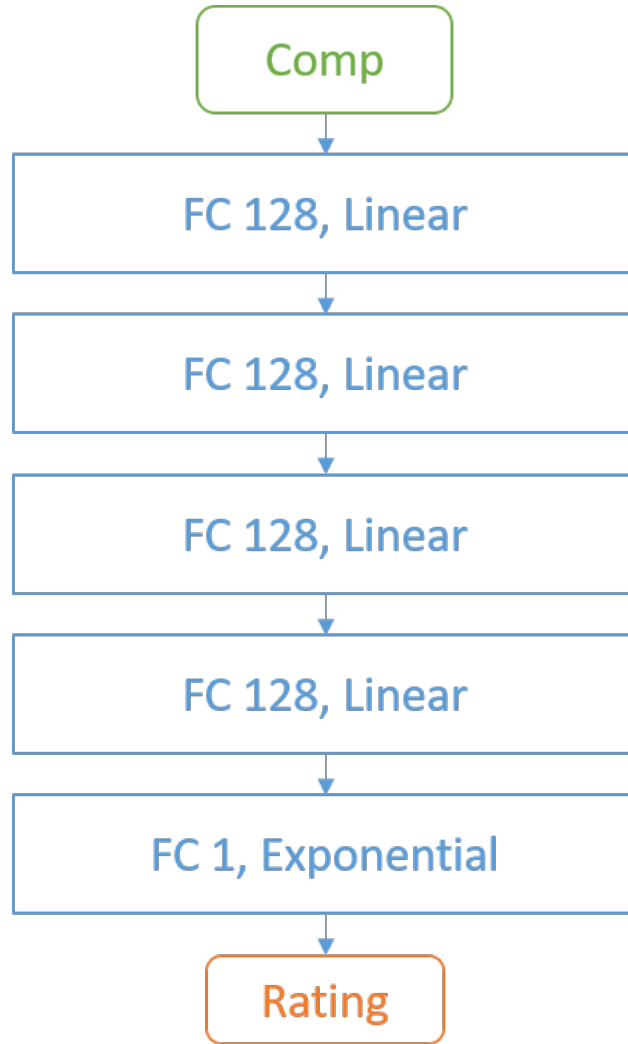 Comp
FC 128, Linear
FC 128, Linear
FC 128, Linear
FC 128, Linear
FC 1, Exponential
Rating